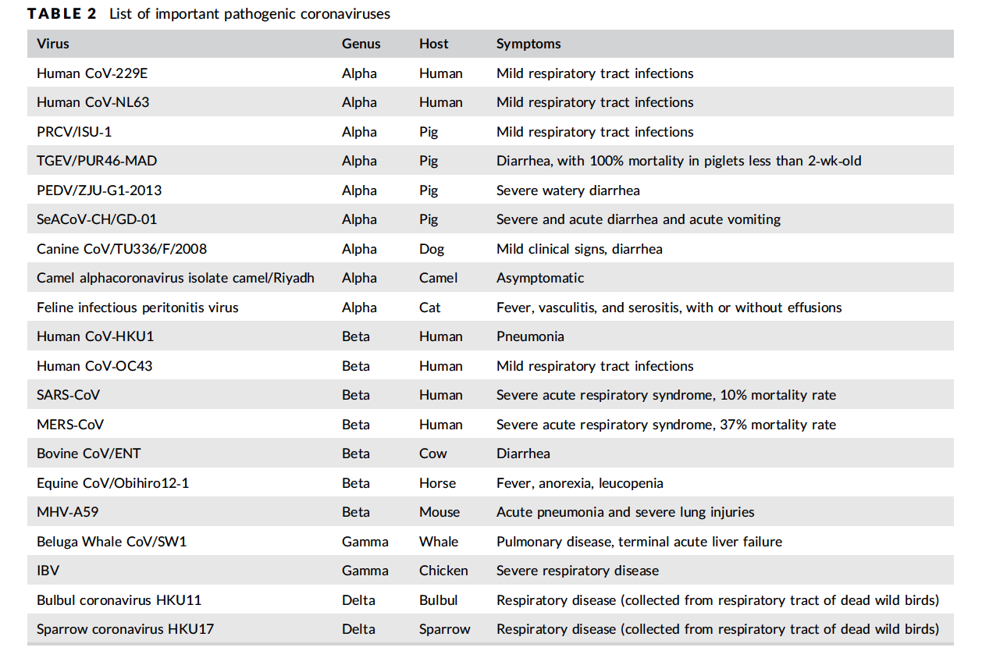 TABLE 2 List of important pathogenic coronaviruses
Virus Genus Host Symptoms
Human CoV-229E Alpha Human Mild respiratory tract infections
Human CoV-NL63 Alpha Human Mild respiratory tract infections
PRCV/ISU-1 Alpha Pig Mild respiratory tract infections
TGEV/PUR46-MAD Alpha Pig Diarrhea, with 100% mortality in piglets less than 2-wk-old
PEDV/ZJU-G1-2013 Alpha Pig Severe watery diarrhea
SeACoV-CH/GD-01 Alpha Pig Severe and acute diarrhea and acute vomiting
Canine CoV/TU336/F/2008 Alpha Dog Mild clinical signs, diarrhea
Camel alphacoronavirus isolate camel/Riyadh Alpha Camel Asymptomatic
Feline infectious peritonitis virus Alpha Cat Fever, vasculitis, and serositis, with or without effusions
Human CoV-HKU1 Beta Human Pneumonia
Human CoV-OC43 Beta Human Mild respiratory tract infections
SARS-CoV Beta Human Severe acute respiratory syndrome, 10% mortality rate
MERS-CoV Beta Human Severe acute respiratory syndrome, 37% mortality rate
Bovine CoV/ENT Beta Cow Diarrhea
Equine CoV/Obihiro12-1 Beta Horse Fever, anorexia, leucopenia
MHV-A59 Beta Mouse Acute pneumonia and severe lung injuries
Beluga Whale CoV/SW1 Gamma Whale Pulmonary disease, terminal acute liver failure
IBV Gamma Chicken Severe respiratory disease
Bulbul coronavirus HKU11 Delta Bulbul Respiratory disease (collected from respiratory tract of dead wild birds)
Sparrow coronavirus HKU17 Delta Sparrow Respiratory disease (collected from respiratory tract of dead wild birds)